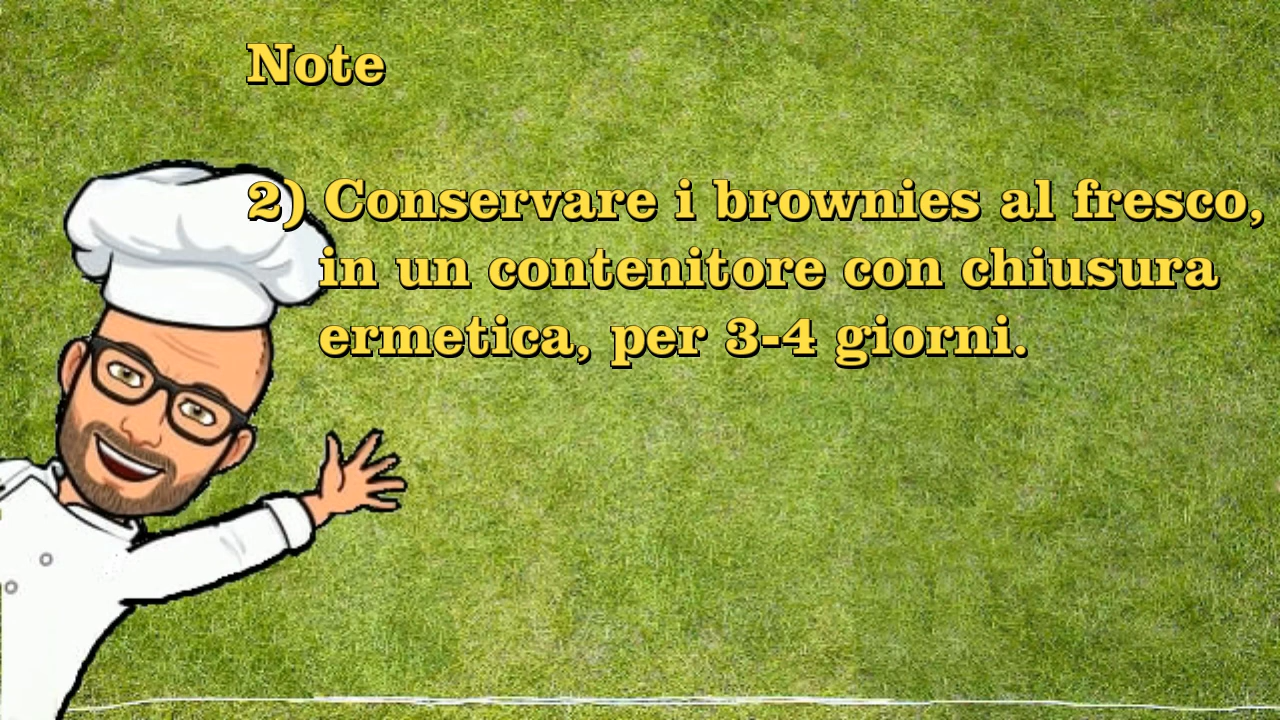 Note
2) Conservare i brownies al fresco,
in un contenitore con chiusura
ermetica, per 3-4 giorni.